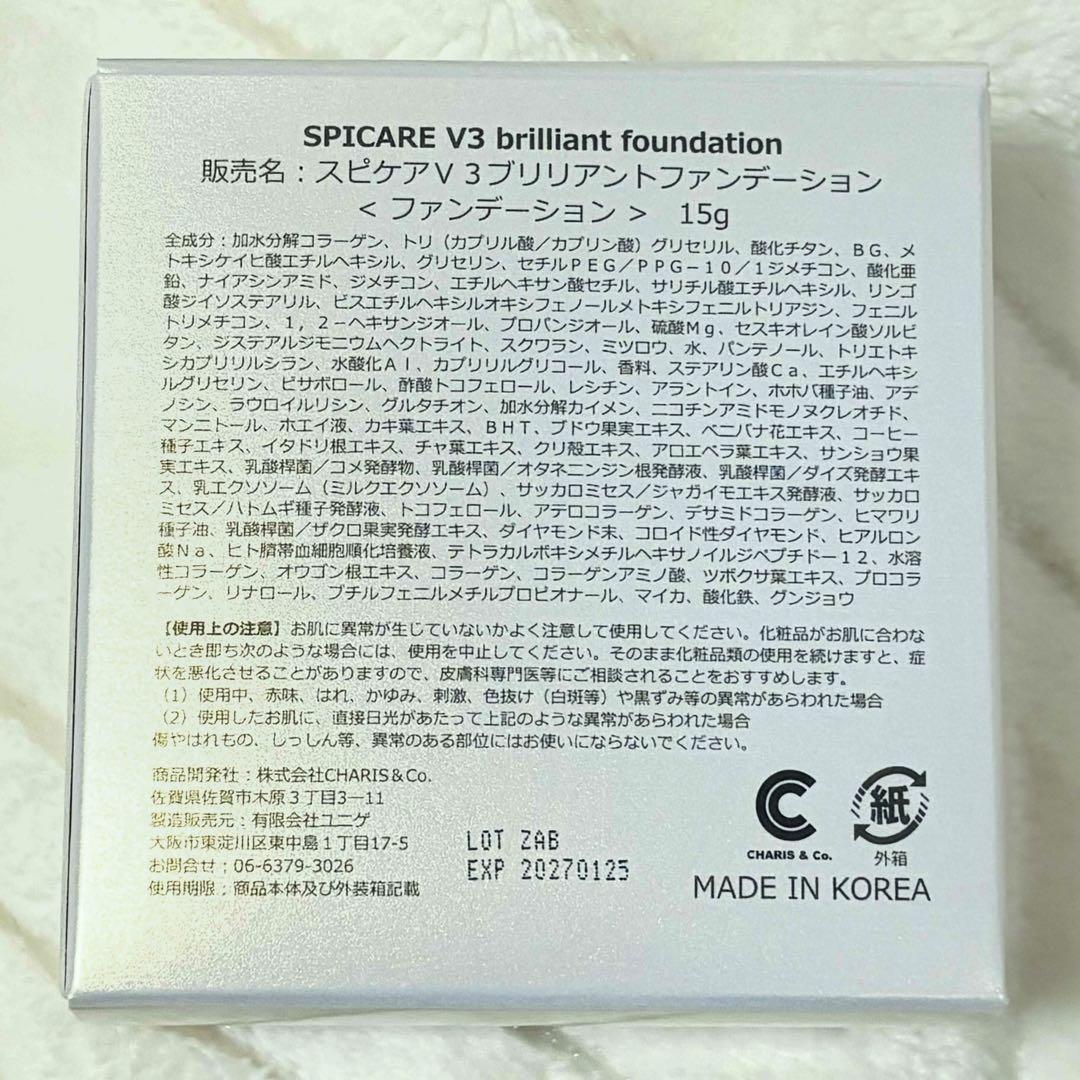 SPICARE V3 brilliant foundation
販売名：スピケアＶ３ブリリアントファンデーション
＜ファンデーション＞　15g
全成分：加水分解コラーゲン、トリ（カプリル酸／カプリン酸）グリセリル、酸化チタン、ＢＧ、メ
トキシケイヒ酸エチルヘキシル、グリセリン、セチルＰＥＧ／ＰＰＧ－１０／１ジメチコン、酸化亜
鉛、ナイアシンアミド、ジメチコン、エチルヘキサン酸セチル、サリチル酸エチルヘキシル、リンゴ
酸ジイソステアリル、ビスエチルヘキシルオキシフェノールメトキシフェニルトリアジン、フェニル
トリメチコン、１，２－ヘキサンジオール、プロパンジオール、硫酸Ｍｇ、セスキオレイン酸ソルビ
タン、ジステアルジモニウムヘクトライト、スクワラン、ミツロウ、水、パンテノール、トリエトキ
シカプリリルシラン、水酸化Ａｌ、カプリリルグリコール、香料、ステアリン酸Ｃａ、エチルヘキシ
ルグリセリン、ビサボロール、酢酸トコフェロール、レシチン、アラントイン、ホホバ種子油、アデ
ノシン、ラウロイルリシン、グルタチオン、加水分解カイメン、ニコチンアミドモノヌクレオチド、
マンニトール、ホエイ液、カキ葉エキス、ＢＨＴ、ブドウ果実エキス、ベニバナ花エキス、コーヒー
種子エキス、イタドリ根エキス、チャ葉エキス、クリ殻エキス、アロエベラ葉エキス、サンショウ果
実エキス、乳酸桿菌／コメ発酵物、乳酸桿菌／オタネニンジン根発酵液、乳酸桿菌／ダイズ発酵エキ
ス、乳エクソソーム（ミルクエクソソーム）、サッカロミセス／ジャガイモエキス発酵液、サッカロ
ミセス／ハトムギ種子発酵液、トコフェロール、アテロコラーゲン、デサミドコラーゲン、ヒマワリ
種子油、乳酸桿菌／ザクロ果実発酵エキス、ダイヤモンド末、コロイド性ダイヤモンド、ヒアルロン
酸Ｎａ、ヒト臍帯血細胞順化培養液、テトラカルボキシメチルヘキサノイルジペプチド－１２、水溶
性コラーゲン、オウゴン根エキス、コラーゲン、コラーゲンアミノ酸、ツボクサ葉エキス、プロコラ
ーゲン、リナロール、ブチルフェニルメチルプロピオナール、マイカ、酸化鉄、グンジョウ
【使用上の注意】お肌に異常が生じていないかよく注意して使用してください。化粧品がお肌に合わな
いとき即ち次のような場合には、使用を中止してください。そのまま化粧品類の使用を続けますと、症
状を悪化させることがありますので、皮膚科専門医等にご相談されることをおすすめします。
（1）使用中、赤味、はれ、かゆみ、刺激、色抜け（白斑等）や黒ずみ等の異常があらわれた場合
（2）使用したお肌に、直接日光があたって上記のような異常があらわれた場合
傷やはれもの、しっしん等、異常のある部位にはお使いにならないでください。
商品開発社：株式会社CHARIS＆Co.
佐賀県佐賀市木原３丁目3―11
製造販売元：有限会社ユニゲ
大阪市東淀川区東中島１丁目17-5
お問合せ：06-6379-3026
使用期限：商品本体及び外装箱記載
LOT ZAB
EXP 20270125
CHARIS & Co.
紙
外箱
MADE IN KOREA